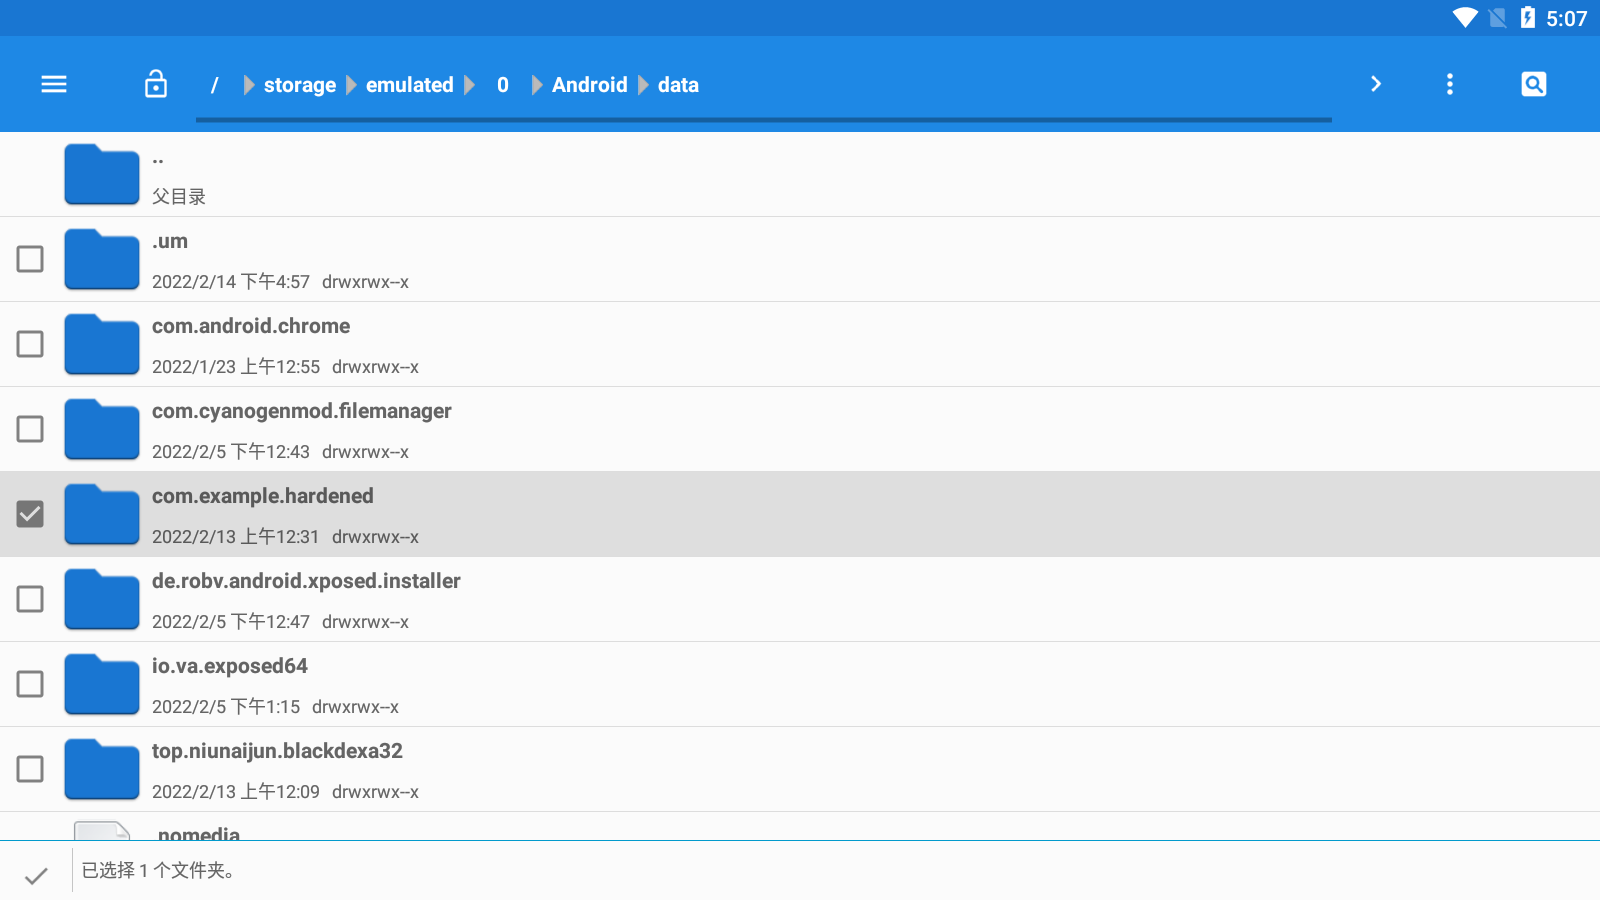 5:07
/ storage emulated 0 Android data
..
父目录
.um
2022/2/14 下午4:57 drwxrwx--x
com.android.chrome
2022/1/23 上午12:55 drwxrwx--x
com.cyanogenmod.filemanager
2022/2/5 下午12:43 drwxrwx--x
com.example.hardened
2022/2/13 上午12:31 drwxrwx--x
de.robv.android.xposed.installer
2022/2/5 下午12:47 drwxrwx--x
io.va.exposed64
2022/2/5 下午1:15 drwxrwx--x
top.niunaijun.blackdexa32
2022/2/13 上午12:09 drwxrwx--x
.nomedia
已选择 1 个文件夹。